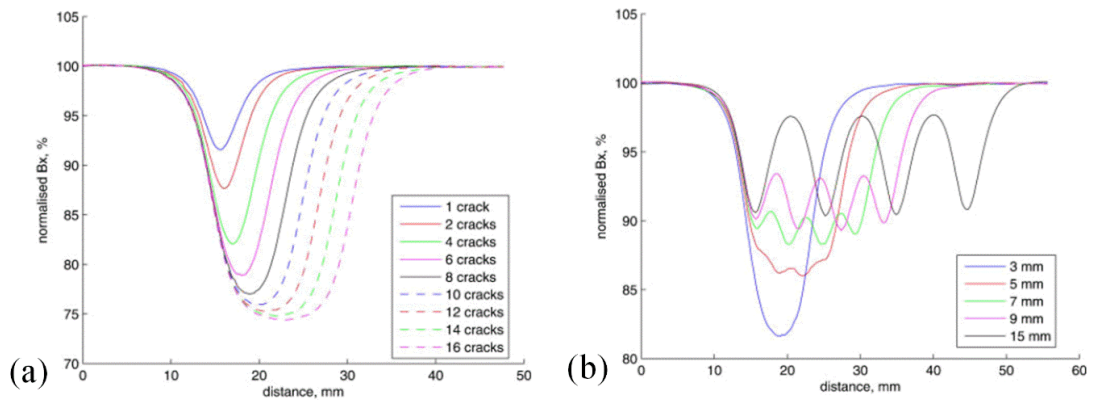 105
100
95
90
85
80
75
70
normalised Bx, %
0
10
20
30
40
50
distance, mm
1 crack
2 cracks
4 cracks
6 cracks
8 cracks
10 cracks
12 cracks
14 cracks
16 cracks
(a)
105
100
95
90
85
80
normalised Bx, %
0
10
20
30
40
50
60
distance, mm
3 mm
5 mm
7 mm
9 mm
15 mm
(b)